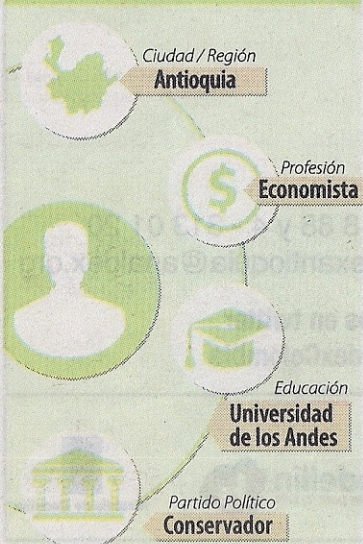 Ciudad / Región
Antioquia
Profesión
Economista
Educación
Universidad
de los Andes
Partido Político
Conservador